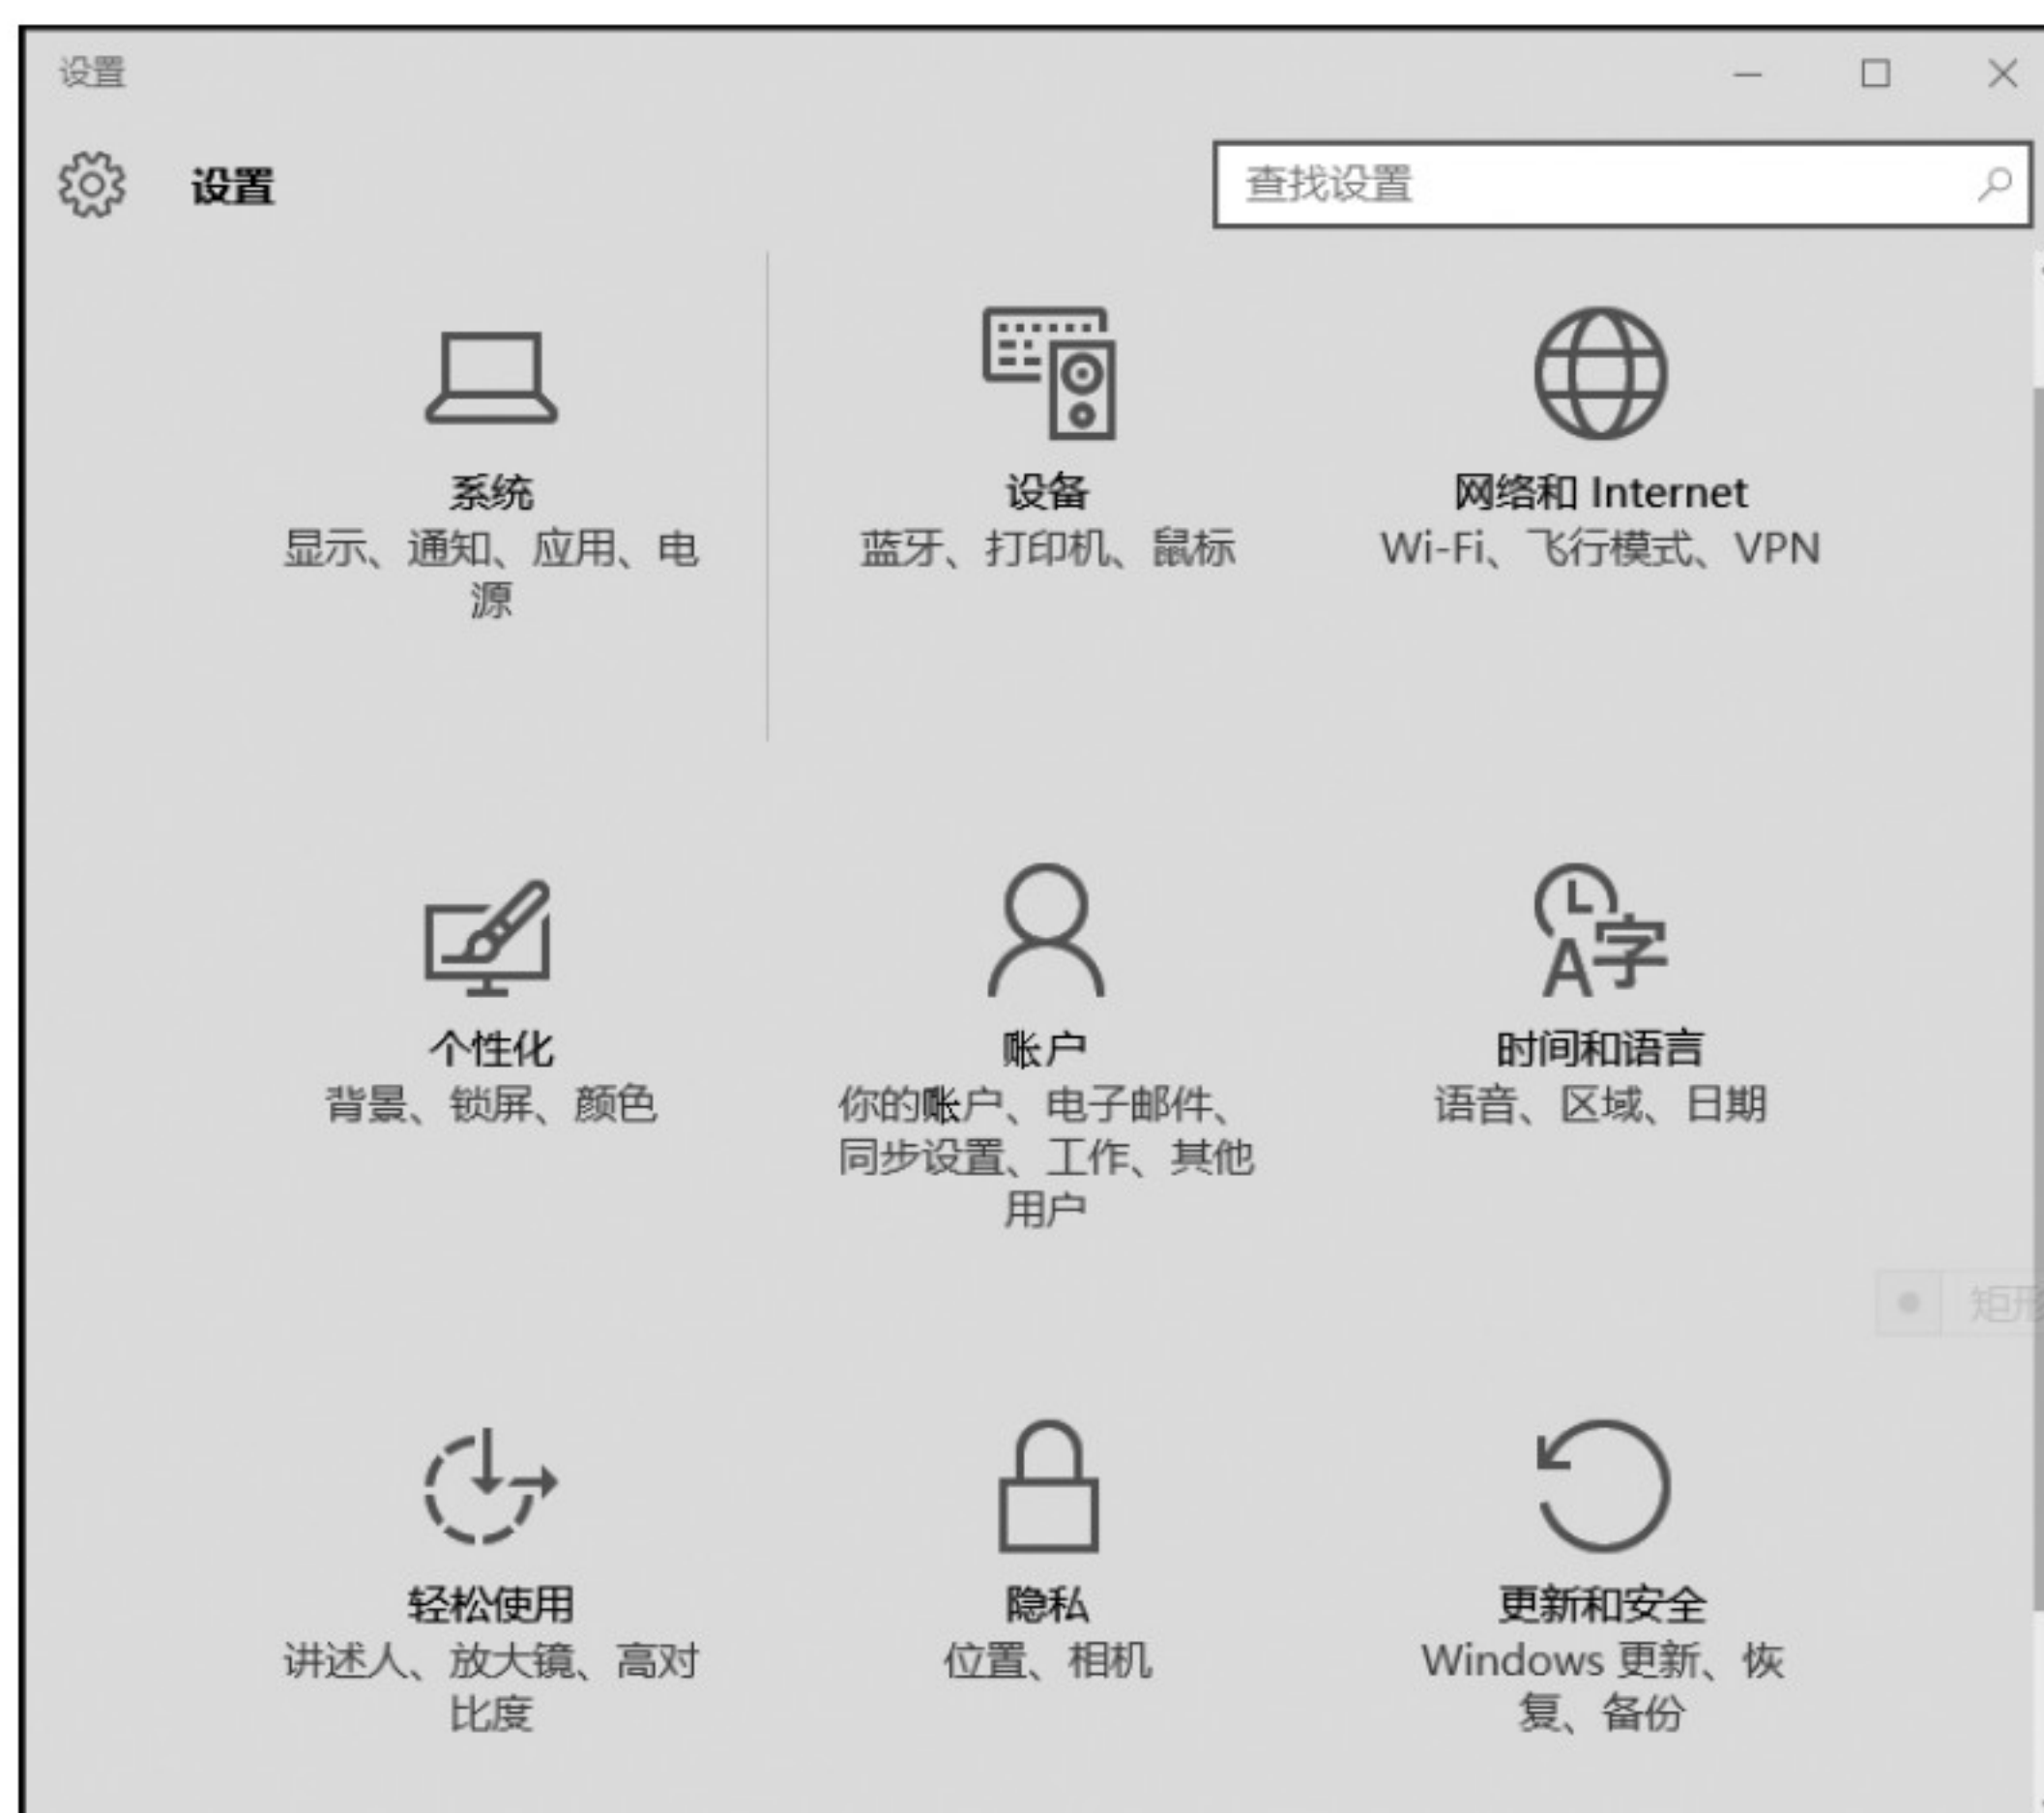 设置
设置
查找设置
系统
显示、通知、应用、电
源
设备
蓝牙、打印机、鼠标
网络和 Internet
Wi-Fi、飞行模式、VPN
个性化
背景、锁屏、颜色
账户
你的账户、电子邮件、
同步设置、工作、其他
用户
时间和语言
语音、区域、日期
矩形
轻松使用
讲述人、放大镜、高对
比度
隐私
位置、相机
更新和安全
Windows 更新、恢
复、备份